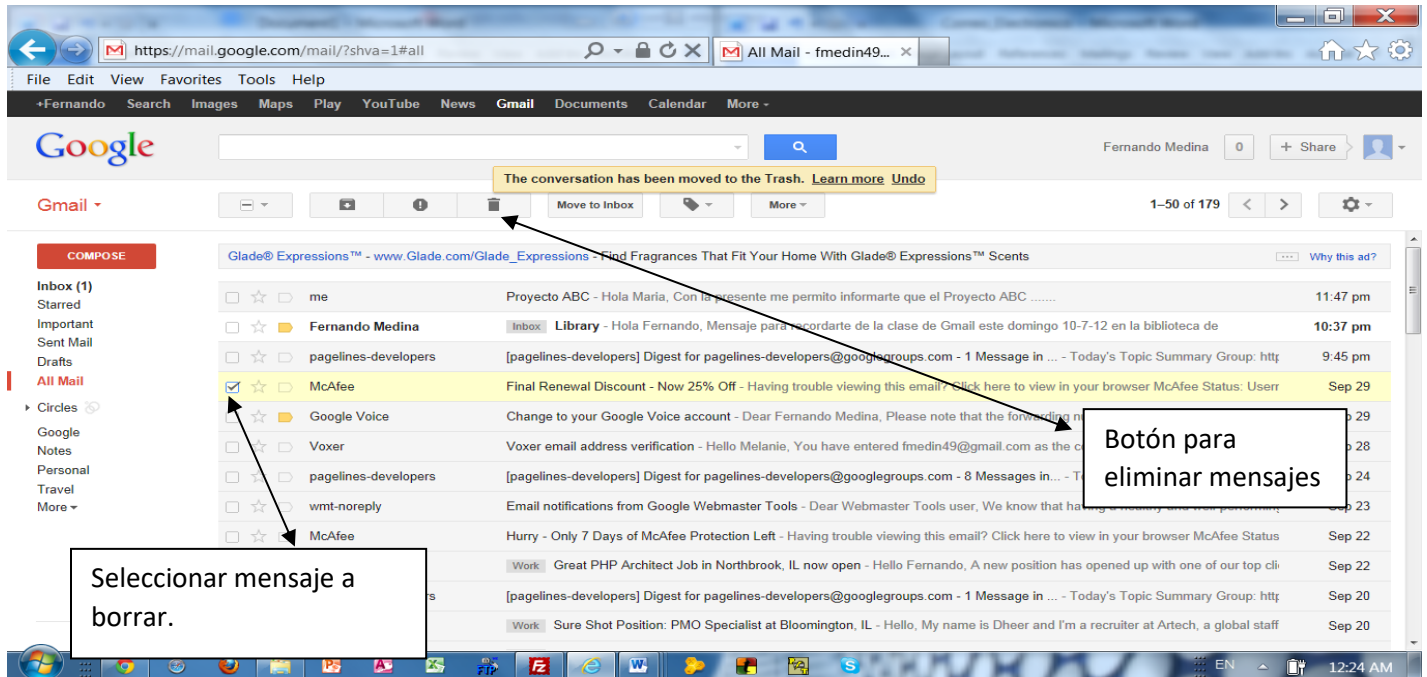 https://mail.google.com/mail/?shva=1#all
All Mail - fmedin49...
File Edit View Favorites Tools Help
+Fernando Search Images Maps Play YouTube News Gmail Documents Calendar More
Google
Fernando Medina 0 + Share
The conversation has been moved to the Trash. Learn more Undo
Gmail
Move to Inbox More
1–50 of 179
COMPOSE
Inbox (1)
Starred
Important
Sent Mail
Drafts
All Mail
Circles
Google
Notes
Personal
Travel
More
Glade® Expressions™ - www.Glade.com/Glade_Expressions - Find Fragrances That Fit Your Home With Glade® Expressions™ Scents Why this ad?
me Proyecto ABC - Hola Maria, Con la presente me permito informarte que el Proyecto ABC ....... 11:47 pm
Fernando Medina Inbox Library - Hola Fernando, Mensaje para recordarte de la clase de Gmail este domingo 10-7-12 en la biblioteca de 10:37 pm
pagelines-developers [pagelines-developers] Digest for pagelines-developers@googlegroups.com - 1 Message in ... - Today's Topic Summary Group: http 9:45 pm
McAfee Final Renewal Discount - Now 25% Off - Having trouble viewing this email? Click here to view in your browser McAfee Status: Userr Sep 29
Google Voice Change to your Google Voice account - Dear Fernando Medina, Please note that the forwarding 29
Voxer Voxer email address verification - Hello Melanie, You have entered fmedin49@gmail.com as the 28
pagelines-developers [pagelines-developers] Digest for pagelines-developers@googlegroups.com - 8 Messages in... - 24
wmt-noreply Email notifications from Google Webmaster Tools - Dear Webmaster Tools user, We know that having a healthy and well performing Sep 23
McAfee Hurry - Only 7 Days of McAfee Protection Left - Having trouble viewing this email? Click here to view in your browser McAfee Status Sep 22
Work Great PHP Architect Job in Northbrook, IL now open - Hello Fernando, A new position has opened up with one of our top clie Sep 22
[pagelines-developers] Digest for pagelines-developers@googlegroups.com - 1 Message in ... - Today's Topic Summary Group: http Sep 20
Work Sure Shot Position: PMO Specialist at Bloomington, IL - Hello, My name is Dheer and I'm a recruiter at Artech, a global staff Sep 20
Botón para
eliminar mensajes
Seleccionar mensaje a
borrar.
EN 12:24 AM